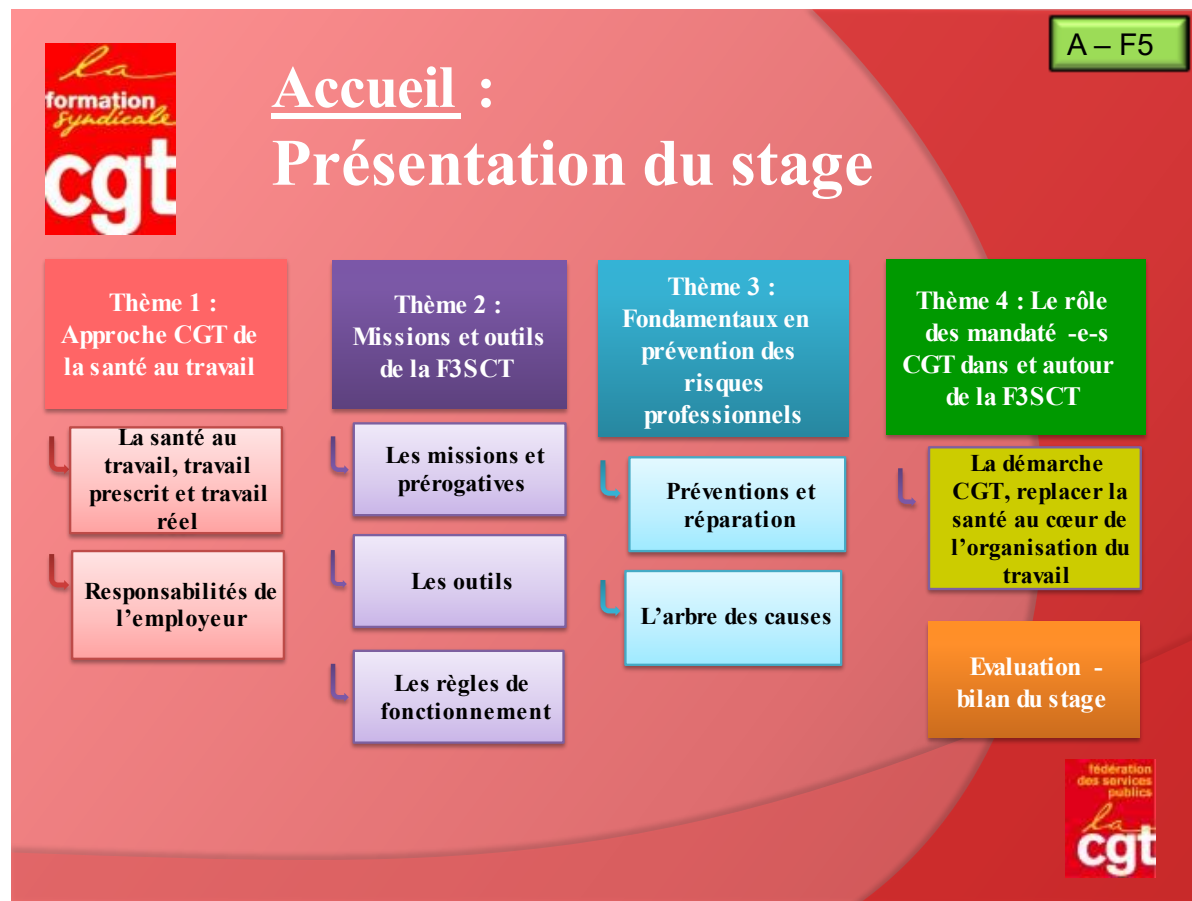 A – F5
la
formation
syndicale
cgt
Accueil :
Présentation du stage
Thème 1 :
Approche CGT de
la santé au travail
La santé au
travail, travail
prescrit et travail
réel
Responsabilités de
l’employeur
Thème 2 :
Missions et outils
de la F3SCT
Les missions et
prérogatives
Les outils
Les règles de
fonctionnement
Thème 3 :
Fondamentaux en
prévention des
risques
professionnels
Préventions et
réparation
L’arbre des causes
Thème 4 : Le rôle
des mandaté -e-s
CGT dans et autour
de la F3SCT
La démarche
CGT, replacer la
santé au cœur de
l’organisation du
travail
Evaluation -
bilan du stage
fédération
des services
publics
la
cgt